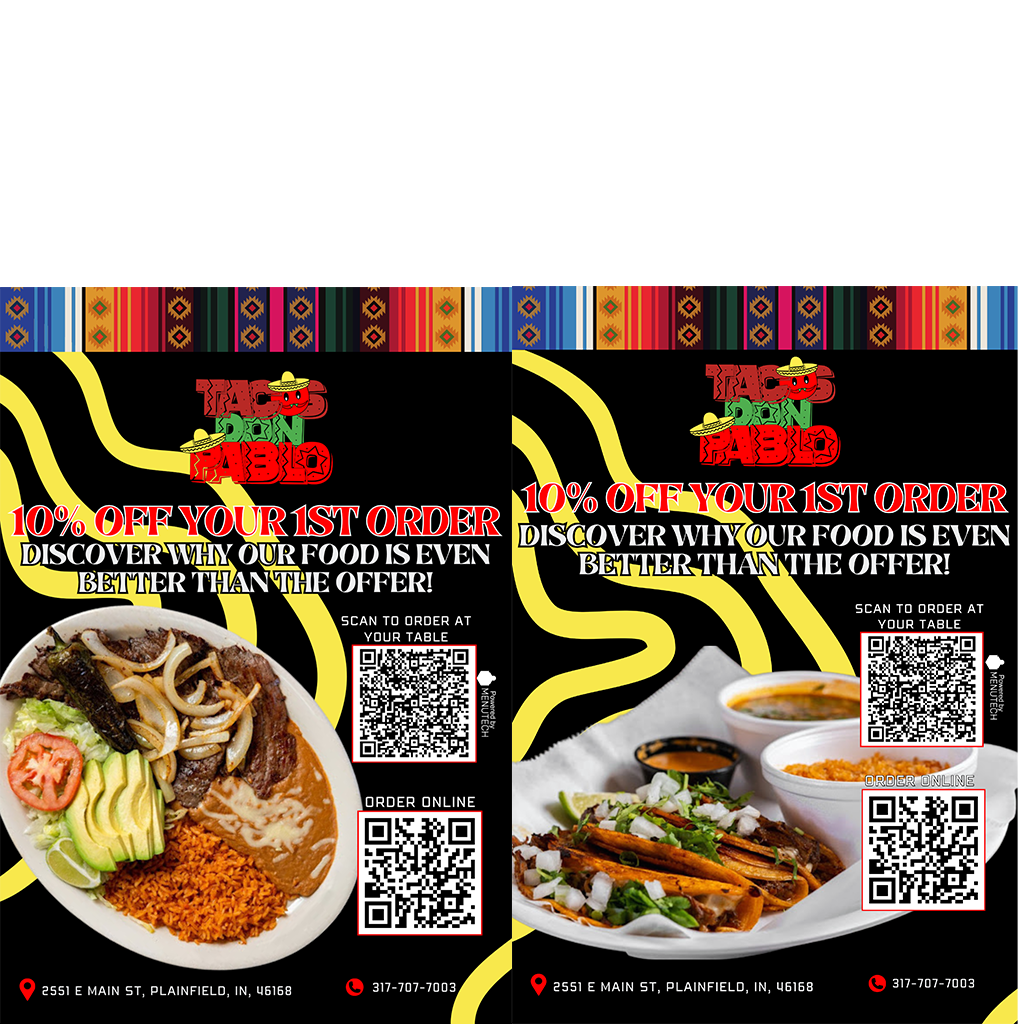 TACOS
DON
PABLO
10% OFF YOUR 1ST ORDER
DISCOVER WHY OUR FOOD IS EVEN
BETTER THAN THE OFFER!
SCAN TO ORDER AT
YOUR TABLE
Powered by
MENUTECH
ORDER ONLINE
2551 E MAIN ST, PLAINFIELD, IN, 46168
317-707-7003
TACOS
DON
PABLO
10% OFF YOUR 1ST ORDER
DISCOVER WHY OUR FOOD IS EVEN
BETTER THAN THE OFFER!
SCAN TO ORDER AT
YOUR TABLE
Powered by
MENUTECH
ORDER ONLINE
2551 E MAIN ST, PLAINFIELD, IN, 46168
317-707-7003